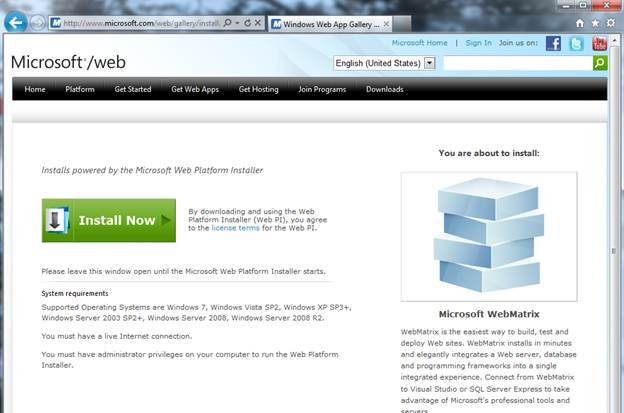 http://www.microsoft.com/web/gallery/install.
Windows Web App Gallery ...
Microsoft Home | Sign In Join us on:
Microsoft®/web
English (United States)
Home Platform Get Started Get Web Apps Get Hosting Join Programs Downloads
Installs powered by the Microsoft Web Platform Installer
Install Now
By downloading and using the Web
Platform Installer (Web PI), you agree
to the license terms for the Web PI.
Please leave this window open until the Microsoft Web Platform Installer starts.
System requirements
Supported Operating Systems are Windows 7, Windows Vista SP2, Windows XP SP3+,
Windows Server 2003 SP2+, Windows Server 2008, Windows Server 2008 R2.
You must have a live Internet connection.
You must have administrator privileges on your computer to run the Web Platform
Installer.
You are about to install:
Microsoft WebMatrix
WebMatrix is the easiest way to build, test and
deploy Web sites. WebMatrix installs in minutes
and elegantly integrates a Web server, database
and programming frameworks into a single
integrated experience. Connect from WebMatrix
to Visual Studio or SQL Server Express to take
advantage of Microsoft's professional tools and
servers